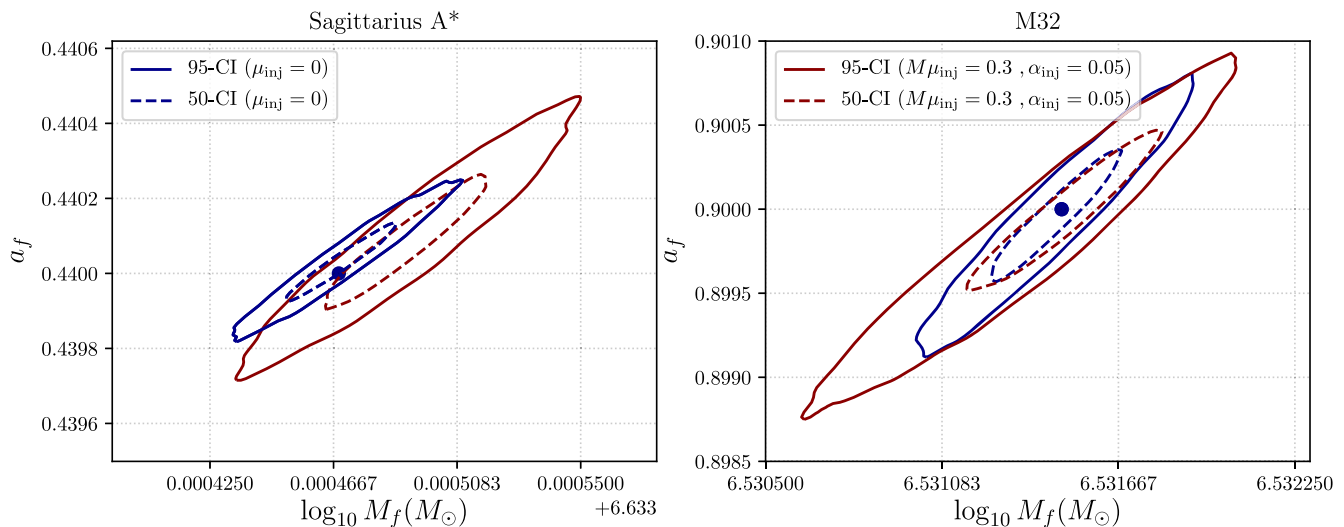 Sagittarius A*
0.4406
0.4404
0.4402
0.4400
0.4398
0.4396
a_f
95-CI (μ_inj = 0)
50-CI (μ_inj = 0)
0.0004250 0.0004667 0.0005083 0.0005500
+6.633
log₁₀ M_f(M_⊙)
M32
0.9010
0.9005
0.9000
0.8995
0.8990
0.8985
a_f
95-CI (Mμ_inj = 0.3 , α_inj = 0.05)
50-CI (Mμ_inj = 0.3 , α_inj = 0.05)
6.530500 6.531083 6.531667 6.532250
log₁₀ M_f(M_⊙)